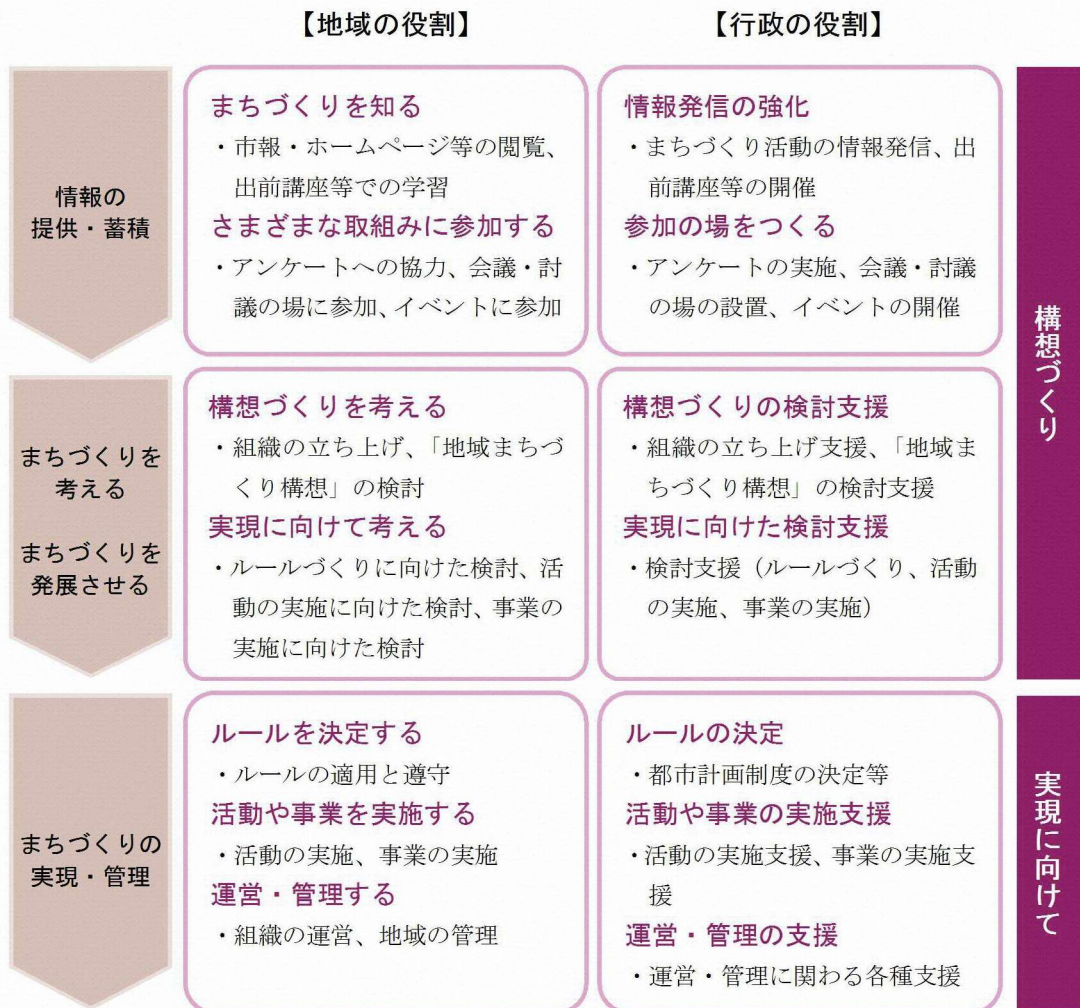 【地域の役割】
【行政の役割】
情報の
提供・蓄積
まちづくりを知る
・市報・ホームページ等の閲覧、
出前講座等での学習
さまざまな取組みに参加する
・アンケートへの協力、会議・討
議の場に参加、イベントに参加
情報発信の強化
・まちづくり活動の情報発信、出
前講座等の開催
参加の場をつくる
・アンケートの実施、会議・討議
の場の設置、イベントの開催
構想づくり
まちづくりを
考える
まちづくりを
発展させる
構想づくりを考える
・組織の立ち上げ、「地域まちづ
くり構想」の検討
実現に向けて考える
・ルールづくりに向けた検討、活
動の実施に向けた検討、事業の
実施に向けた検討
構想づくりの検討支援
・組織の立ち上げ支援、「地域ま
ちづくり構想」の検討支援
実現に向けた検討支援
・検討支援（ルールづくり、活動
の実施、事業の実施）
まちづくりの
実現・管理
ルールを決定する
・ルールの適用と遵守
活動や事業を実施する
・活動の実施、事業の実施
運営・管理する
・組織の運営、地域の管理
ルールの決定
・都市計画制度の決定等
活動や事業の実施支援
・活動の実施支援、事業の実施支
援
運営・管理の支援
・運営・管理に関わる各種支援
実現に向けて